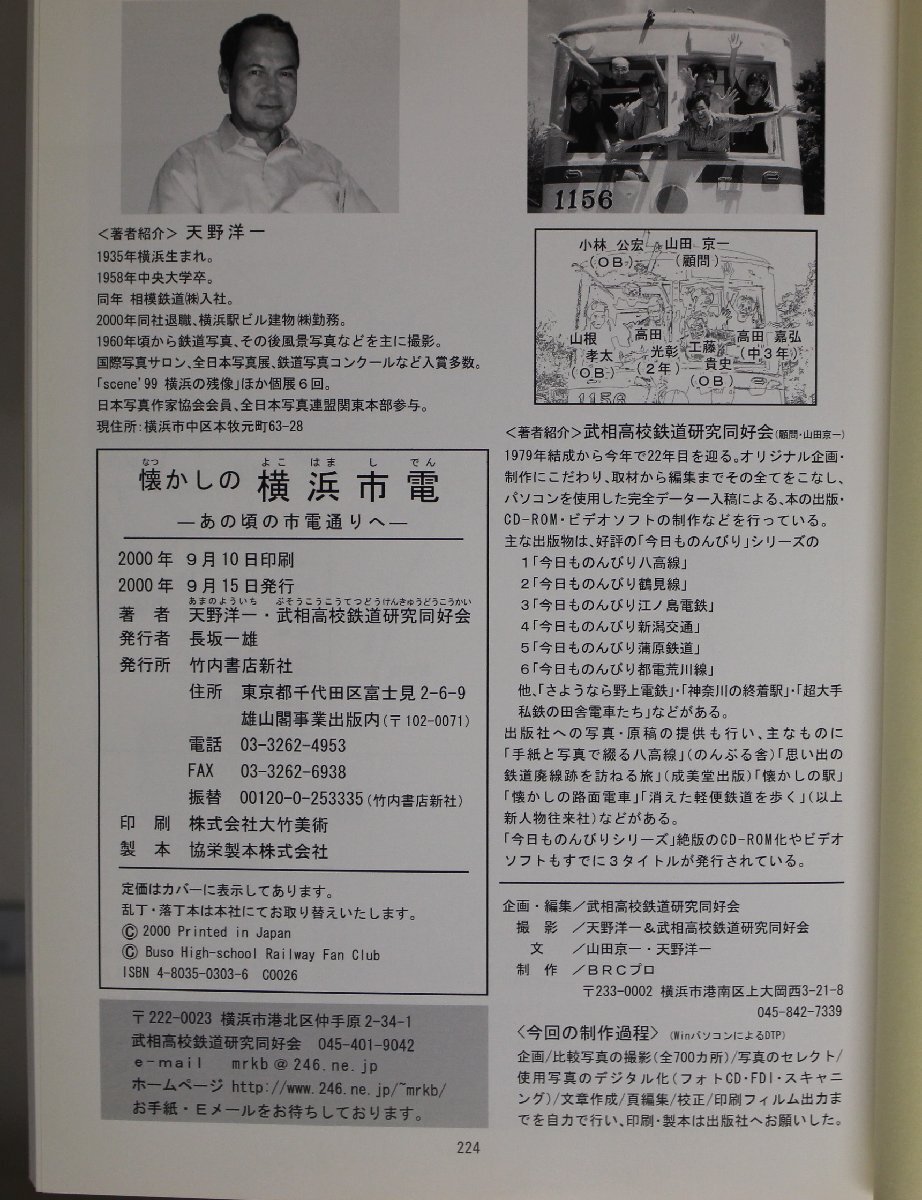 ＜著者紹介＞ 天野洋一
1935年横浜生まれ。
1958年中央大学卒。
同年 相模鉄道㈱入社。
2000年同社退職、横浜駅ビル建物㈱勤務。
1960年頃から鉄道写真、その後風景写真などを主に撮影。
国際写真サロン、全日本写真展、鉄道写真コンクールなど入賞多数。
「scene'99 横浜の残像」ほか個展６回。
日本写真作家協会会員、全日本写真連盟関東本部参与。
現住所：横浜市中区本牧元町63-28
なつ よこ はま し でん
懐かしの 横浜市電
―あの頃の市電通りへ―
2000年 9月10日印刷
2000年 9月15日発行
あまのよういち ぶそうこうこうてつどうけんきゅうどうこうかい
著 者 天野洋一・武相高校鉄道研究同好会
発行者 長坂一雄
発行所 竹内書店新社
住所 東京都千代田区富士見2-6-9
雄山閣事業出版内(〒102-0071)
電話 03-3262-4953
FAX 03-3262-6938
振替 00120-0-253335(竹内書店新社)
印 刷 株式会社大竹美術
製 本 協栄製本株式会社
定価はカバーに表示してあります。
乱丁・落丁本は本社にてお取り替えいたします。
Ⓒ 2000 Printed in Japan
Ⓒ Buso High-school Railway Fan Club
ISBN 4-8035-0303-6 C0026
〒222-0023 横浜市港北区仲手原2-34-1
武相高校鉄道研究同好会 045-401-9042
e-mail mrkb@246.ne.jp
ホームページ http://www.246.ne.jp/~mrkb/
お手紙・Eメールをお待ちしております。
1156
小林 公宏
(ＯＢ)
山田 京一
(顧問)
山根
孝太
(ＯＢ)
高田
光彰
(２年)
工藤
貴史
(ＯＢ)
高田 嘉弘
(中３年)
1156
＜著者紹介＞武相高校鉄道研究同好会(顧問・山田京一)
1979年結成から今年で22年目を迎る。オリジナル企画・
制作にこだわり、取材から編集までその全てをこなし、
パソコンを使用した完全データー入稿による、本の出版・
CD-ROM・ビデオソフトの制作などを行っている。
主な出版物は、好評の「今日ものんびり」シリーズの
１「今日ものんびり八高線」
２「今日ものんびり鶴見線」
３「今日ものんびり江ノ島電鉄」
４「今日ものんびり新潟交通」
５「今日ものんびり蒲原鉄道」
６「今日ものんびり都電荒川線」
他、「さようなら野上電鉄」・「神奈川の終着駅」・「超大手
私鉄の田舎電車たち」などがある。
出版社への写真・原稿の提供も行い、主なものに
「手紙と写真で綴る八高線」(のんぶる舎)「思い出の
鉄道廃線跡を訪ねる旅」(成美堂出版)「懐かしの駅」
「懐かしの路面電車」「消えた軽便鉄道を歩く」(以上
新人物往来社)などがある。
「今日ものんびりシリーズ」絶版のCD-ROM化やビデオ
ソフトもすでに３タイトルが発行されている。
企画・編集／武相高校鉄道研究同好会
撮 影 ／天野洋一＆武相高校鉄道研究同好会
文 ／山田京一・天野洋一
制 作 ／ＢＲＣプロ
〒233-0002 横浜市港南区上大岡西3-21-8
045-842-7339
＜今回の制作過程＞ (WinパソコンによるDTP)
企画/比較写真の撮影(全700カ所)/写真のセレクト/
使用写真のデジタル化(フォトCD・FDI・スキャニ
ング)/文章作成/頁編集/校正/印刷フィルム出力ま
でを自力で行い、印刷・製本は出版社へお願いした。
224